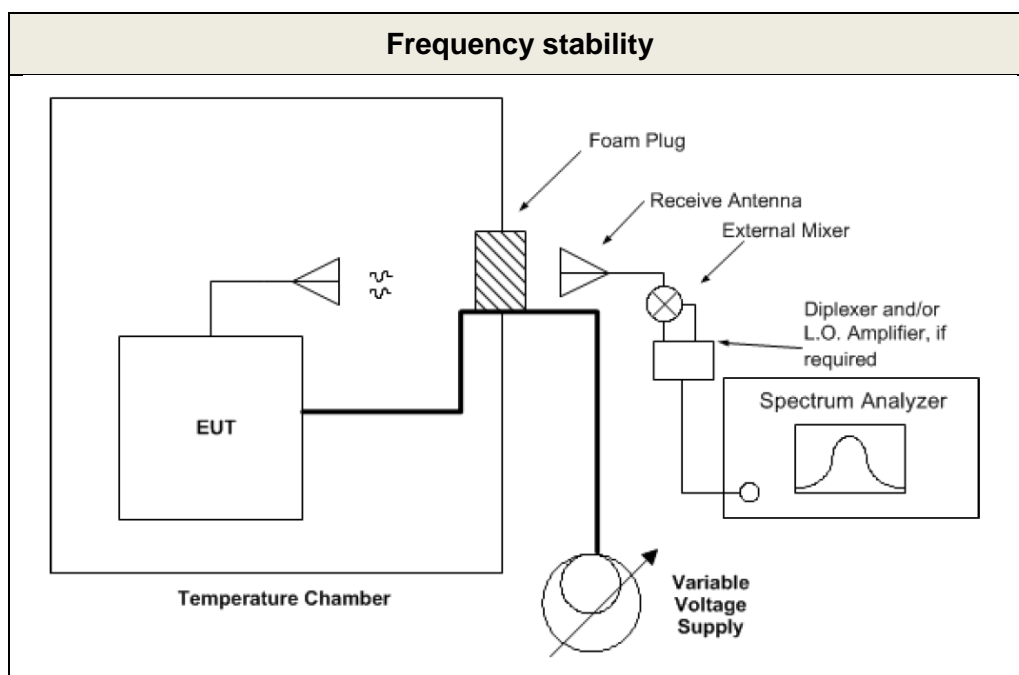 Frequency stability
Foam Plug
Receive Antenna
External Mixer
Diplexer and/or
L.O. Amplifier, if
required
Spectrum Analyzer
EUT
Temperature Chamber
Variable
Voltage
Supply